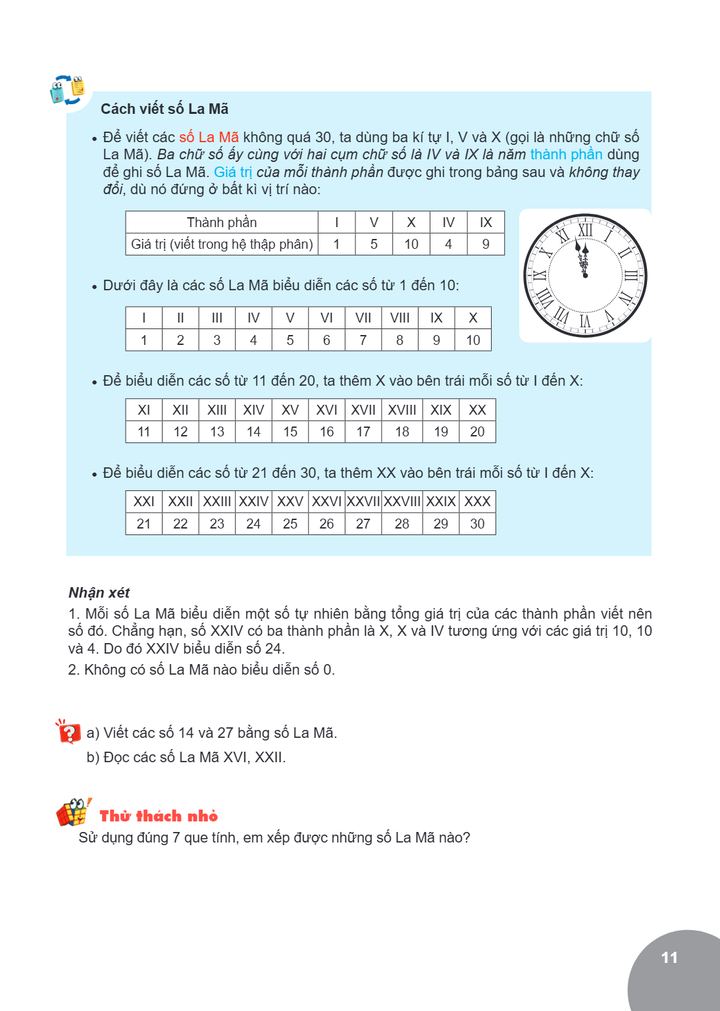 Cách viết số La Mã
• Để viết các số La Mã không quá 30, ta dùng ba kí tự I, V và X (gọi là những chữ số
La Mã). Ba chữ số ấy cùng với hai cụm chữ số là IV và IX là năm thành phần dùng
để ghi số La Mã. Giá trị của mỗi thành phần được ghi trong bảng sau và không thay
đổi, dù nó đứng ở bất kì vị trí nào:
Thành phần I V X IV IX
Giá trị (viết trong hệ thập phân) 1 5 10 4 9
XII I II III IIII V VI VII VIII IX X XI
• Dưới đây là các số La Mã biểu diễn các số từ 1 đến 10:
I II III IV V VI VII VIII IX X
1 2 3 4 5 6 7 8 9 10
• Để biểu diễn các số từ 11 đến 20, ta thêm X vào bên trái mỗi số từ I đến X:
XI XII XIII XIV XV XVI XVII XVIII XIX XX
11 12 13 14 15 16 17 18 19 20
• Để biểu diễn các số từ 21 đến 30, ta thêm XX vào bên trái mỗi số từ I đến X:
XXI XXII XXIII XXIV XXV XXVI XXVII XXVIII XXIX XXX
21 22 23 24 25 26 27 28 29 30
Nhận xét
1. Mỗi số La Mã biểu diễn một số tự nhiên bằng tổng giá trị của các thành phần viết nên
số đó. Chẳng hạn, số XXIV có ba thành phần là X, X và IV tương ứng với các giá trị 10, 10
và 4. Do đó XXIV biểu diễn số 24.
2. Không có số La Mã nào biểu diễn số 0.
?
a) Viết các số 14 và 27 bằng số La Mã.
b) Đọc các số La Mã XVI, XXII.
Thử thách nhỏ
Sử dụng đúng 7 que tính, em xếp được những số La Mã nào?
11